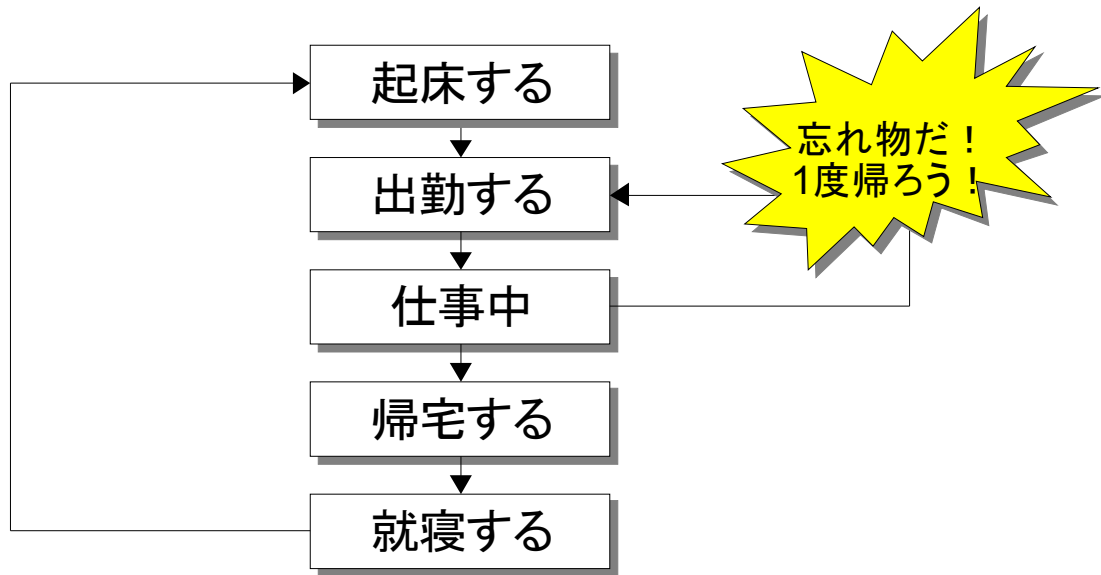 起床する
忘れ物だ！
1度帰ろう！
出勤する
仕事中
帰宅する
就寝する